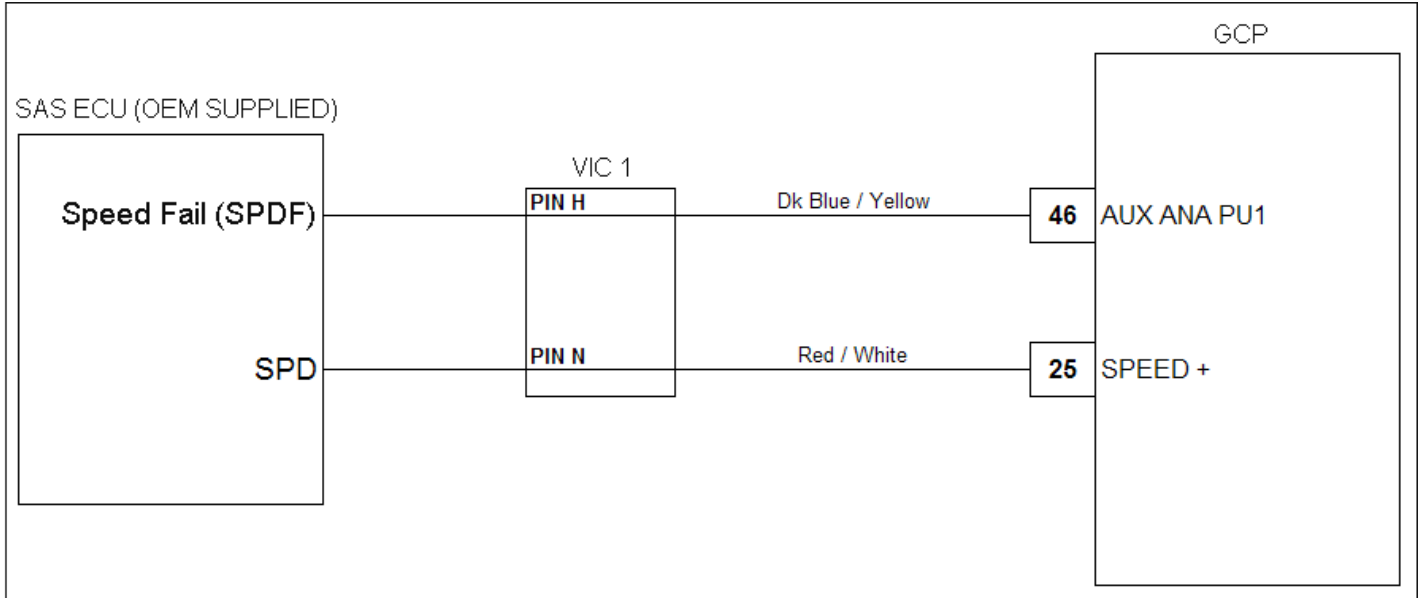 GCP
SAS ECU (OEM SUPPLIED)
VIC 1
Speed Fail (SPDF)
PIN H
Dk Blue / Yellow
46
AUX ANA PU1
SPD
PIN N
Red / White
25
SPEED +